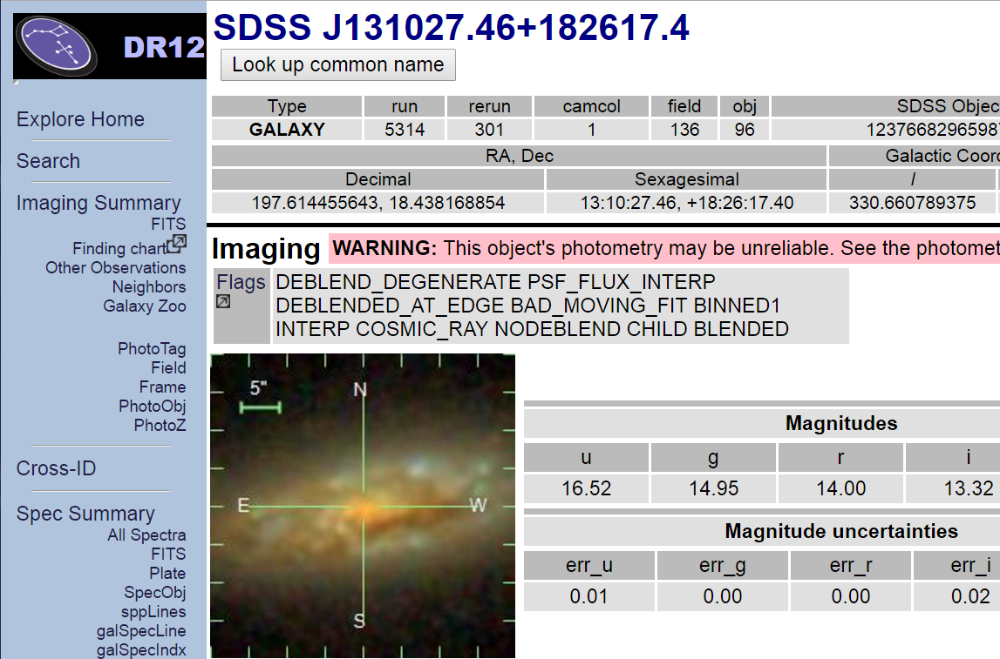 DR12
Explore Home
Search
Imaging Summary
FITS
Finding chart
Other Observations
Neighbors
Galaxy Zoo
PhotoTag
Field
Frame
PhotoObj
PhotoZ
Cross-ID
Spec Summary
All Spectra
FITS
Plate
SpecObj
sppLines
galSpecLine
galSpecIndx
SDSS J131027.46+182617.4
Look up common name
Type run rerun camcol field obj SDSS Objec
GALAXY 5314 301 1 136 96 1237668296598
RA, Dec Galactic Coor
Decimal Sexagesimal l
197.614455643, 18.438168854 13:10:27.46, +18:26:17.40 330.660789375
Imaging WARNING: This object's photometry may be unreliable. See the photomet
Flags DEBLEND_DEGENERATE PSF_FLUX_INTERP
DEBLENDED_AT_EDGE BAD_MOVING_FIT BINNED1
INTERP COSMIC_RAY NODEBLEND CHILD BLENDED
5"
N
E W
S
Magnitudes
u g r i
16.52 14.95 14.00 13.32
Magnitude uncertainties
err_u err_g err_r err_i
0.01 0.00 0.00 0.02